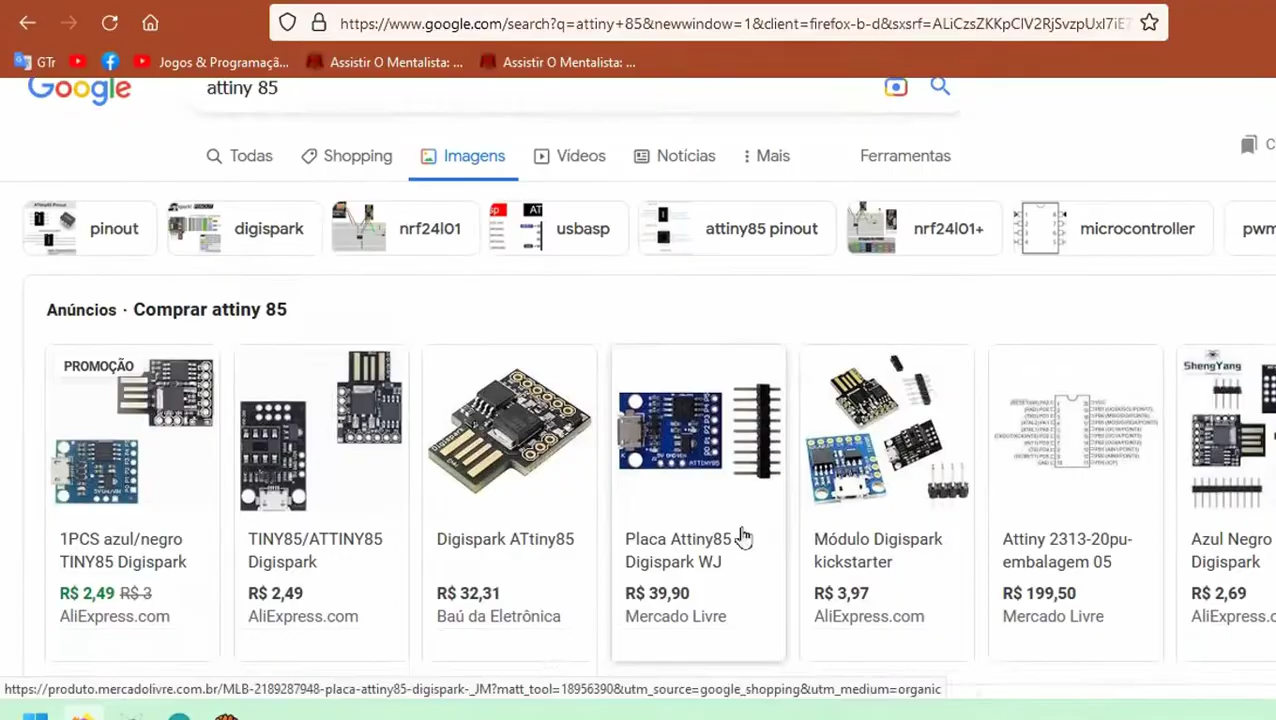 https://www.google.com/search?q=attiny+85&newwindow=1&client=firefox-b-d&sxsrf=ALiCzsZKKpCIV2RjSvzpUxI7iE7
GTr
Jogos & Programaçã...
Assistir O Mentalista: ...
Assistir O Mentalista: ...
Google
attiny 85
Todas
Shopping
Imagens
Vídeos
Notícias
Mais
Ferramentas
pinout
digispark
nrf24l01
usbasp
attiny85 pinout
nrf24l01+
microcontroller
pwm
Anúncios · Comprar attiny 85
PROMOÇÃO
ShengYang
1PCS azul/negro
TINY85 Digispark
R$ 2,49 R$ 3
AliExpress.com
TINY85/ATTINY85
Digispark
R$ 2,49
AliExpress.com
Digispark ATtiny85
R$ 32,31
Baú da Eletrônica
Placa Attiny85
Digispark WJ
R$ 39,90
Mercado Livre
Módulo Digispark
kickstarter
R$ 3,97
AliExpress.com
Attiny 2313-20pu-
embalagem 05
R$ 199,50
Mercado Livre
Azul Negro
Digispark
R$ 2,69
AliExpress.com
https://produto.mercadolivre.com.br/MLB-2189287948-placa-attiny85-digispark-_JM?matt_tool=18956390&utm_source=google_shopping&utm_medium=organic